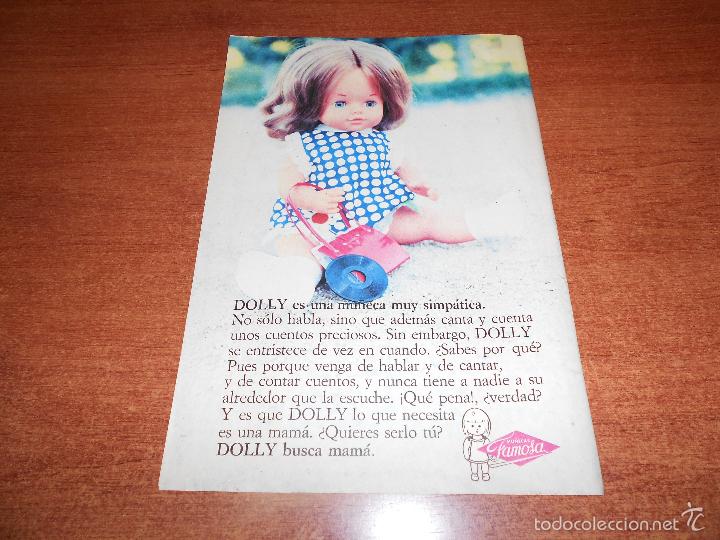 DOLLY es una muñeca muy simpática.
No sólo habla, sino que además canta y cuenta
unos cuentos preciosos. Sin embargo, DOLLY
se entristece de vez en cuando. ¿Sabes por qué?
Pues porque venga de hablar y de cantar,
y de contar cuentos, y nunca tiene a nadie a su
alrededor que la escuche. ¡Qué pena!, ¿verdad?
Y es que DOLLY lo que necesita
es una mamá. ¿Quieres serlo tú?
DOLLY busca mamá.
MUÑECAS
Famosa
todocoleccion.net
TC